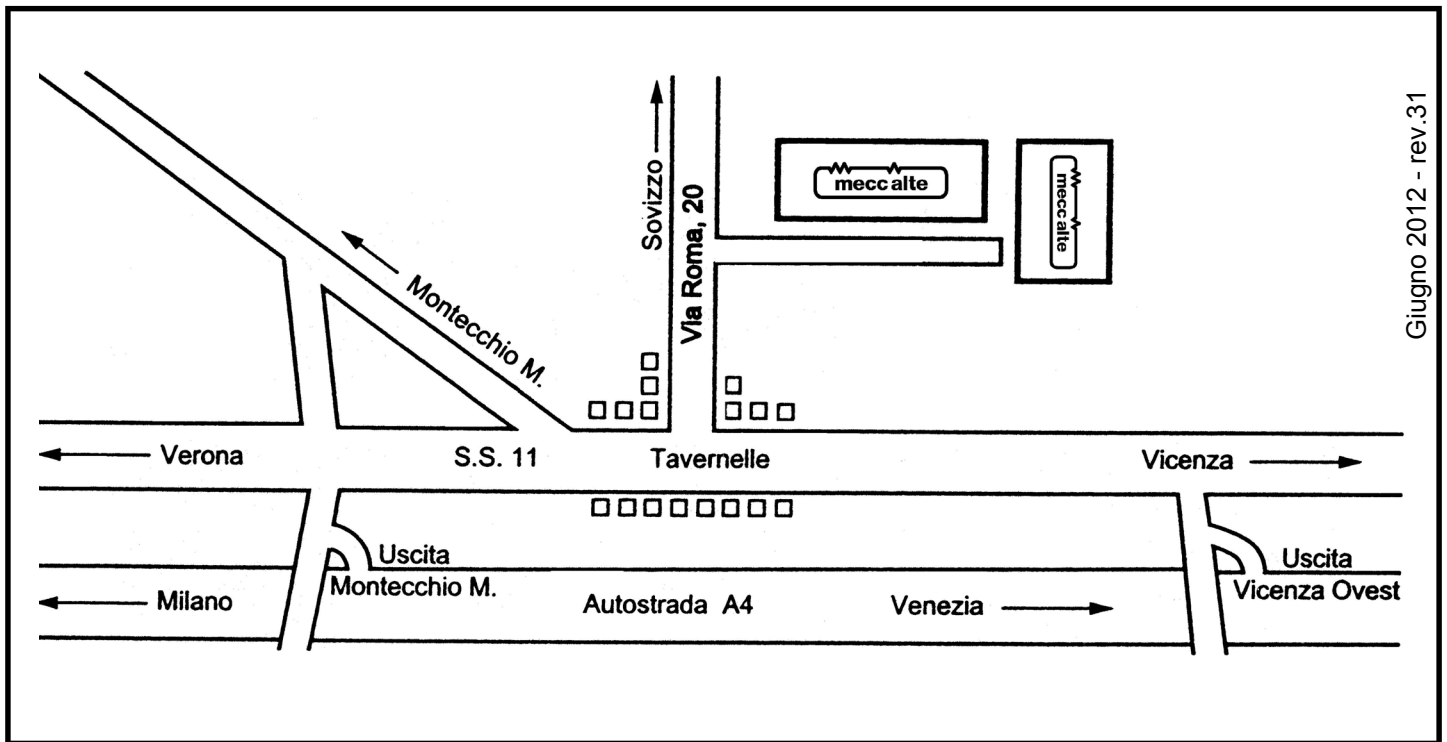 Giugno 2012 - rev.31
Sovizzo
Via Roma, 20
meccalte
meccalte
Montecchio M.
Verona
S.S. 11
Tavernelle
Vicenza
Uscita
Montecchio M.
Uscita
Vicenza Ovest
Milano
Autostrada A4
Venezia